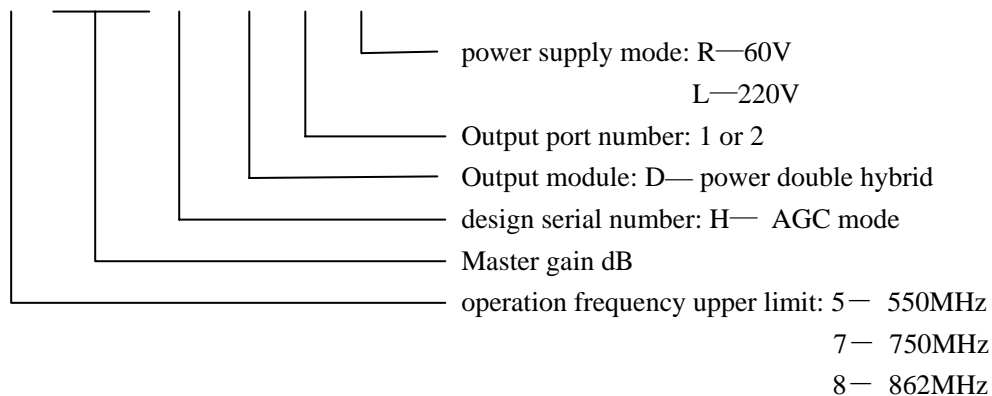 power supply mode: R—60V
L—220V
Output port number: 1 or 2
Output module: D— power double hybrid
design serial number: H— AGC mode
Master gain dB
operation frequency upper limit: 5— 550MHz
7— 750MHz
8— 862MHz